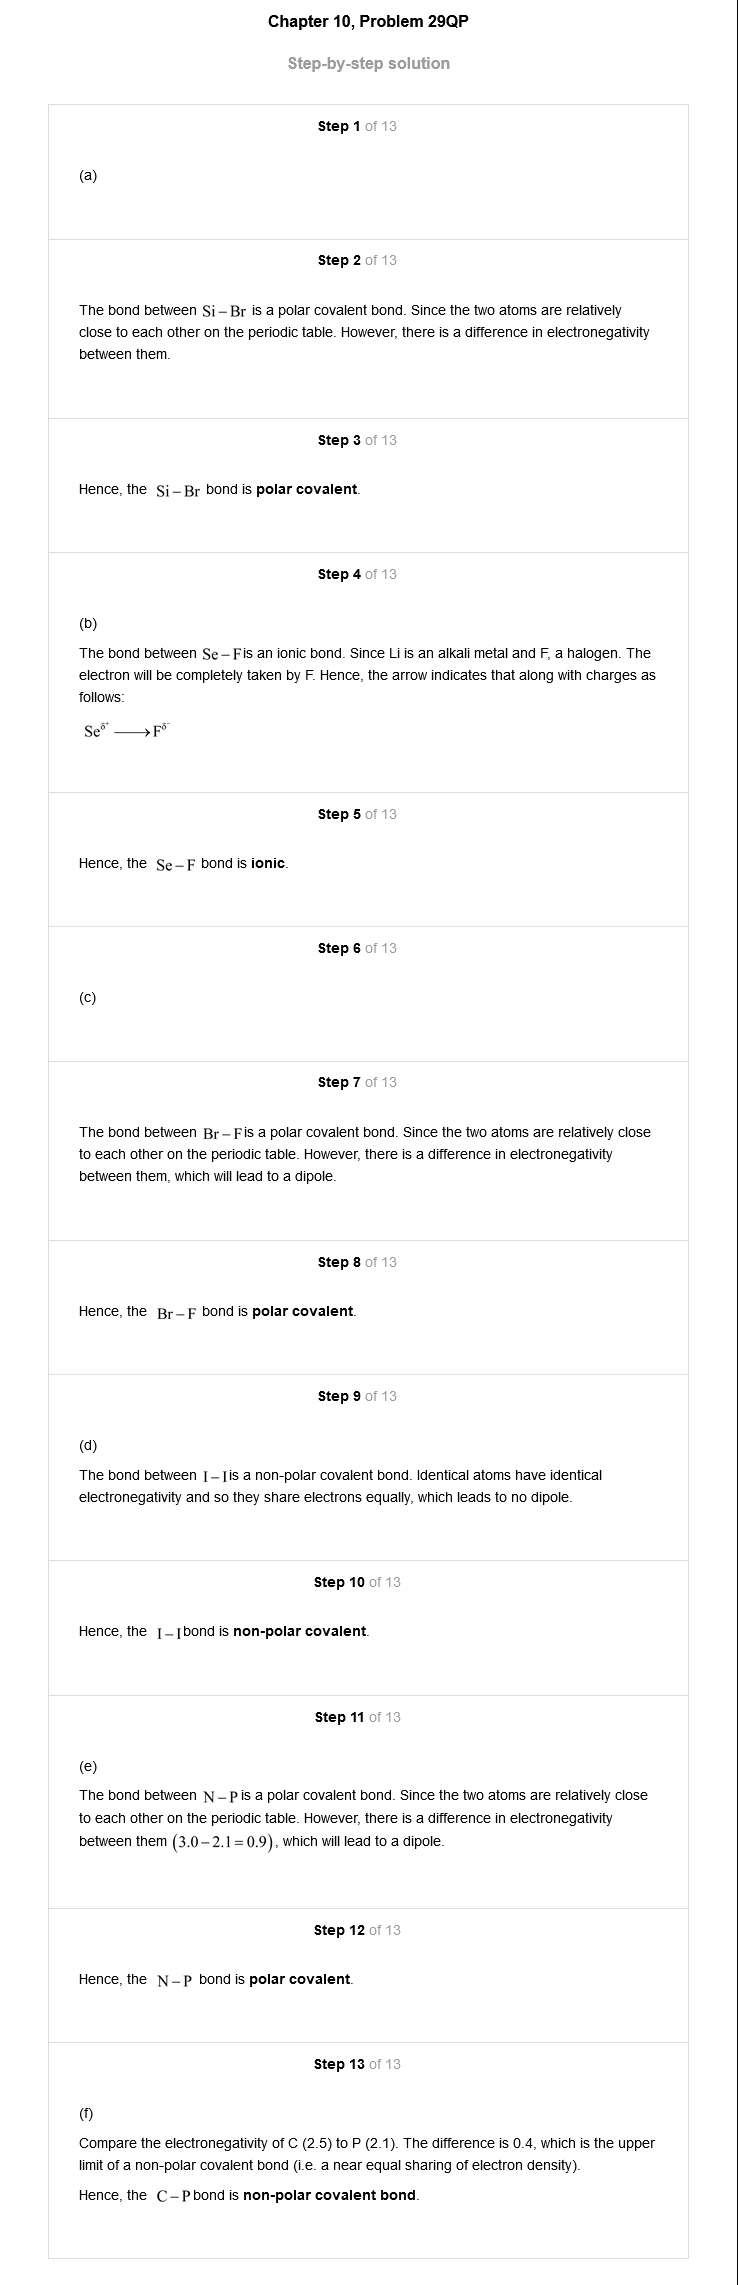 Chapter 10, Problem 29QP
Step-by-step solution
Step 1 of 13
(a)
Step 2 of 13
The bond between Si – Br is a polar covalent bond. Since the two atoms are relatively
close to each other on the periodic table. However, there is a difference in electronegativity
between them.
Step 3 of 13
Hence, the Si – Br bond is polar covalent.
Step 4 of 13
(b)
The bond between Se – F is an ionic bond. Since Li is an alkali metal and F, a halogen. The
electron will be completely taken by F. Hence, the arrow indicates that along with charges as
follows:
Se^δ⁺ ⟶ F^δ⁻
Step 5 of 13
Hence, the Se – F bond is ionic.
Step 6 of 13
(c)
Step 7 of 13
The bond between Br – F is a polar covalent bond. Since the two atoms are relatively close
to each other on the periodic table. However, there is a difference in electronegativity
between them, which will lead to a dipole.
Step 8 of 13
Hence, the Br – F bond is polar covalent.
Step 9 of 13
(d)
The bond between I – I is a non-polar covalent bond. Identical atoms have identical
electronegativity and so they share electrons equally, which leads to no dipole.
Step 10 of 13
Hence, the I – I bond is non-polar covalent.
Step 11 of 13
(e)
The bond between N – P is a polar covalent bond. Since the two atoms are relatively close
to each other on the periodic table. However, there is a difference in electronegativity
between them (3.0 – 2.1 = 0.9), which will lead to a dipole.
Step 12 of 13
Hence, the N – P bond is polar covalent.
Step 13 of 13
(f)
Compare the electronegativity of C (2.5) to P (2.1). The difference is 0.4, which is the upper
limit of a non-polar covalent bond (i.e. a near equal sharing of electron density).
Hence, the C – P bond is non-polar covalent bond.